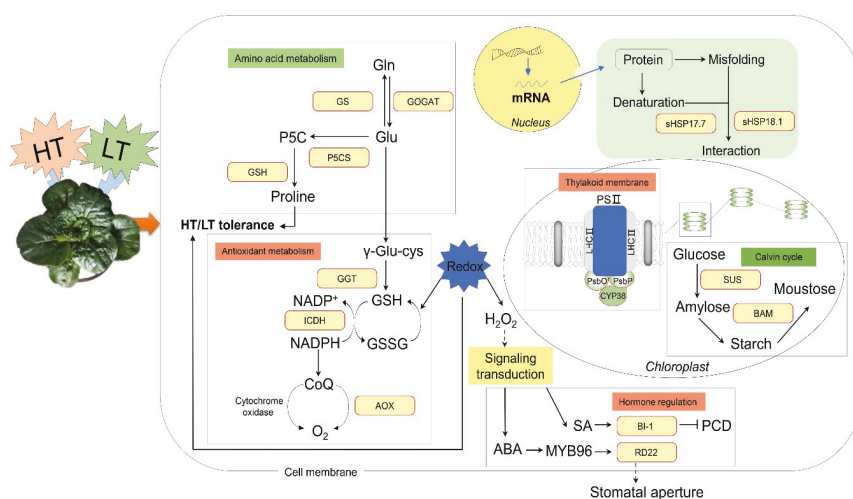 HT
LT
HT/LT tolerance
Amino acid metabolism
Gln
GS
GOGAT
P5C
Glu
P5CS
GSH
Proline
Antioxidant metabolism
γ-Glu-cys
GGT
NADP⁺
GSH
ICDH
NADPH
GSSG
CoQ
Cytochrome
oxidase
AOX
O₂
Cell membrane
Redox
H₂O₂
Signaling
transduction
mRNA
Nucleus
Protein
Misfolding
Denaturation
sHSP17.7
sHSP18.1
Interaction
Thylakoid membrane
PSⅡ
LHCⅡ
LHCⅡ
PsbO
PsbP
CYP38
Glucose
Calvin cycle
SUS
Moustose
Amylose
BAM
Starch
Chloroplast
Hormone regulation
SA
BI-1
PCD
ABA
MYB96
RD22
Stomatal aperture